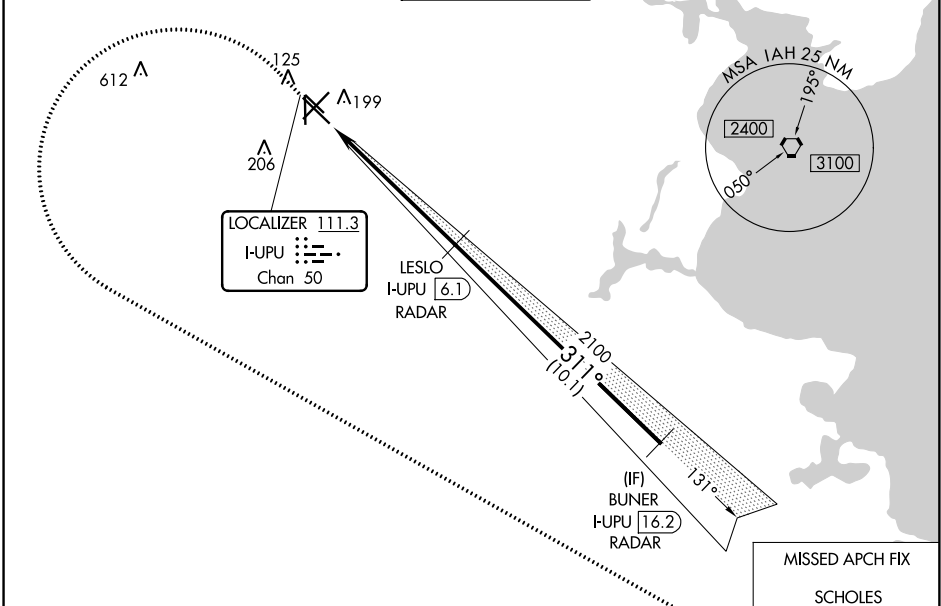 612
125
199
206
MSA IAH 25 NM
195°
2400
3100
050°
LOCALIZER 111.3
I-UPU
Chan 50
LESLO
I-UPU 6.1
RADAR
2100
311°
(10.1)
131°
(IF)
BUNER
I-UPU 16.2
RADAR
MISSED APCH FIX
SCHOLES